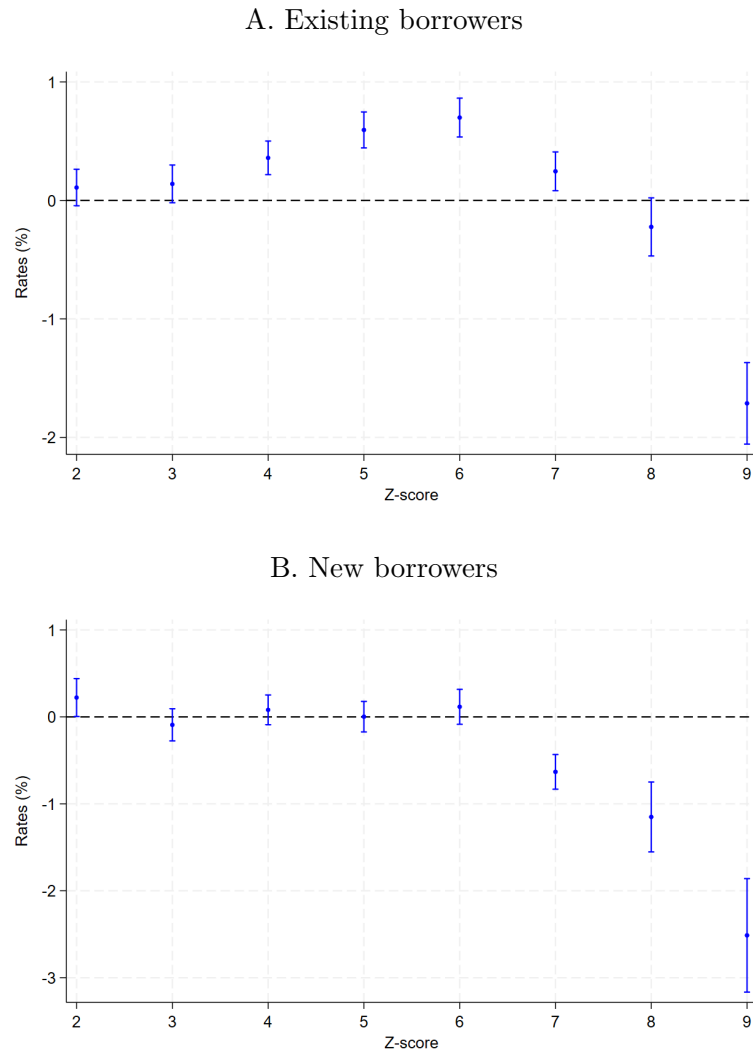 A. Existing borrowers
1
0
-1
-2
Rates (%)
2 3 4 5 6 7 8 9
Z-score
B. New borrowers
1
0
-1
-2
-3
Rates (%)
2 3 4 5 6 7 8 9
Z-score